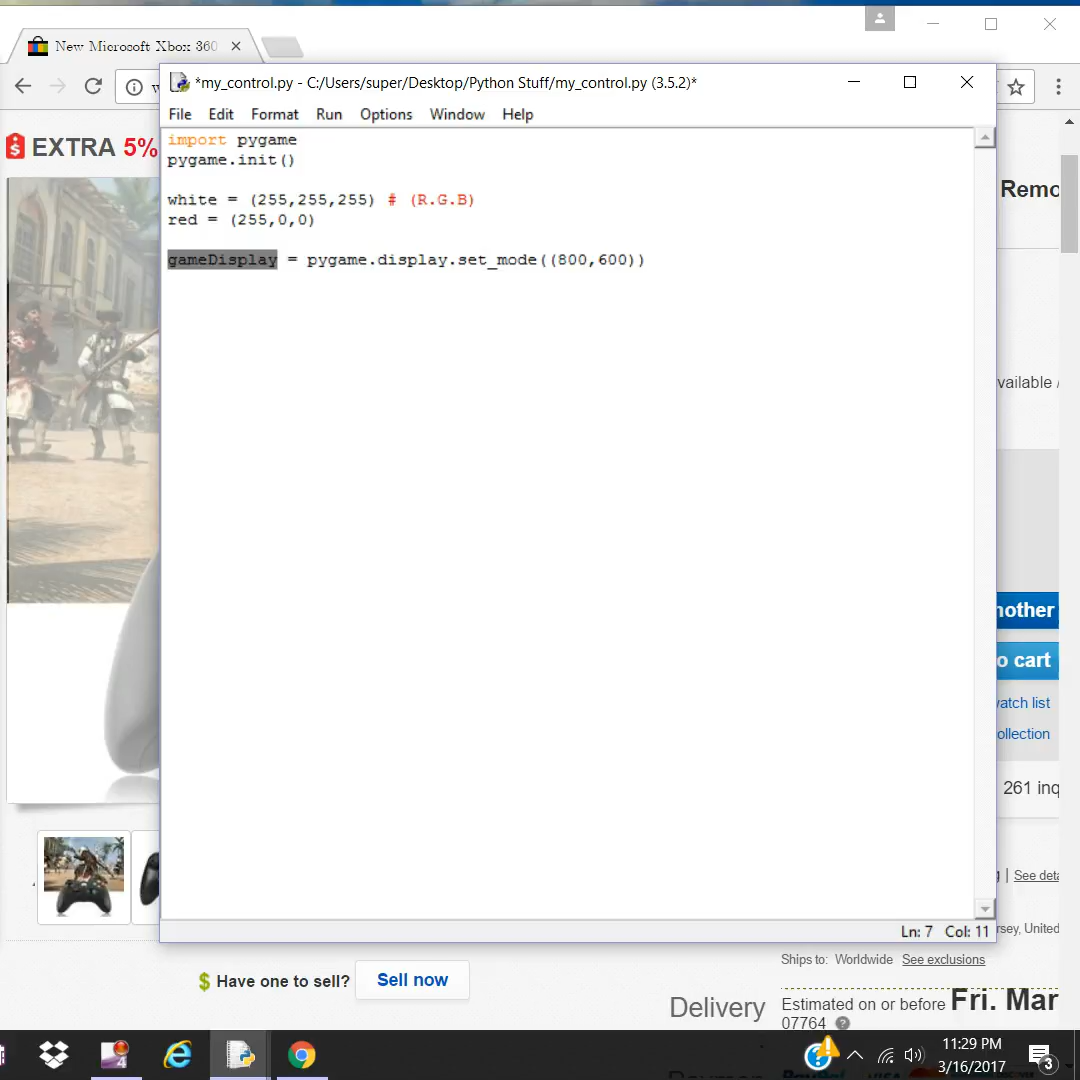 New Microsoft Xbox 360
*my_control.py - C:/Users/super/Desktop/Python Stuff/my_control.py (3.5.2)*
File Edit Format Run Options Window Help
import pygame
pygame.init()
white = (255,255,255) # (R.G.B)
red = (255,0,0)
gameDisplay = pygame.display.set_mode((800,600))
Ln: 7 Col: 11
$ EXTRA 5%
Remo
vailable /
nother
o cart
vatch list
ollection
261 inq
See deta
rsey, United
Ships to: Worldwide See exclusions
$ Have one to sell? Sell now
Delivery Estimated on or before Fri. Mar
07764 ?
4
11:29 PM
3/16/2017
3